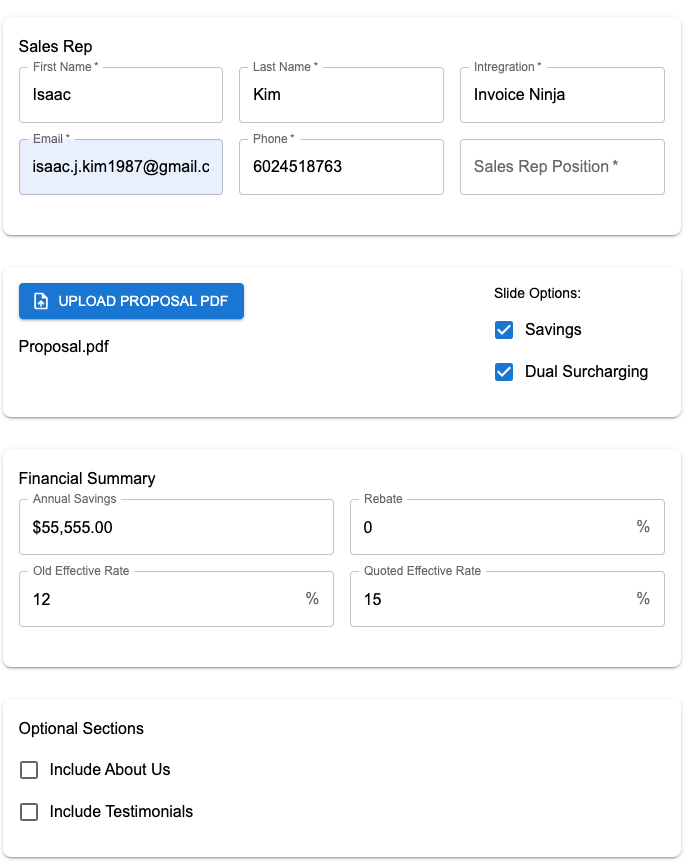 Sales Rep
First Name *
Last Name *
Intregration *
Isaac
Kim
Invoice Ninja
Email *
Phone *
isaac.j.kim1987@gmail.c
6024518763
Sales Rep Position *
UPLOAD PROPOSAL PDF
Proposal.pdf
Slide Options:
Savings
Dual Surcharging
Financial Summary
Annual Savings
Rebate
$55,555.00
0 %
Old Effective Rate
Quoted Effective Rate
12 %
15 %
Optional Sections
Include About Us
Include Testimonials